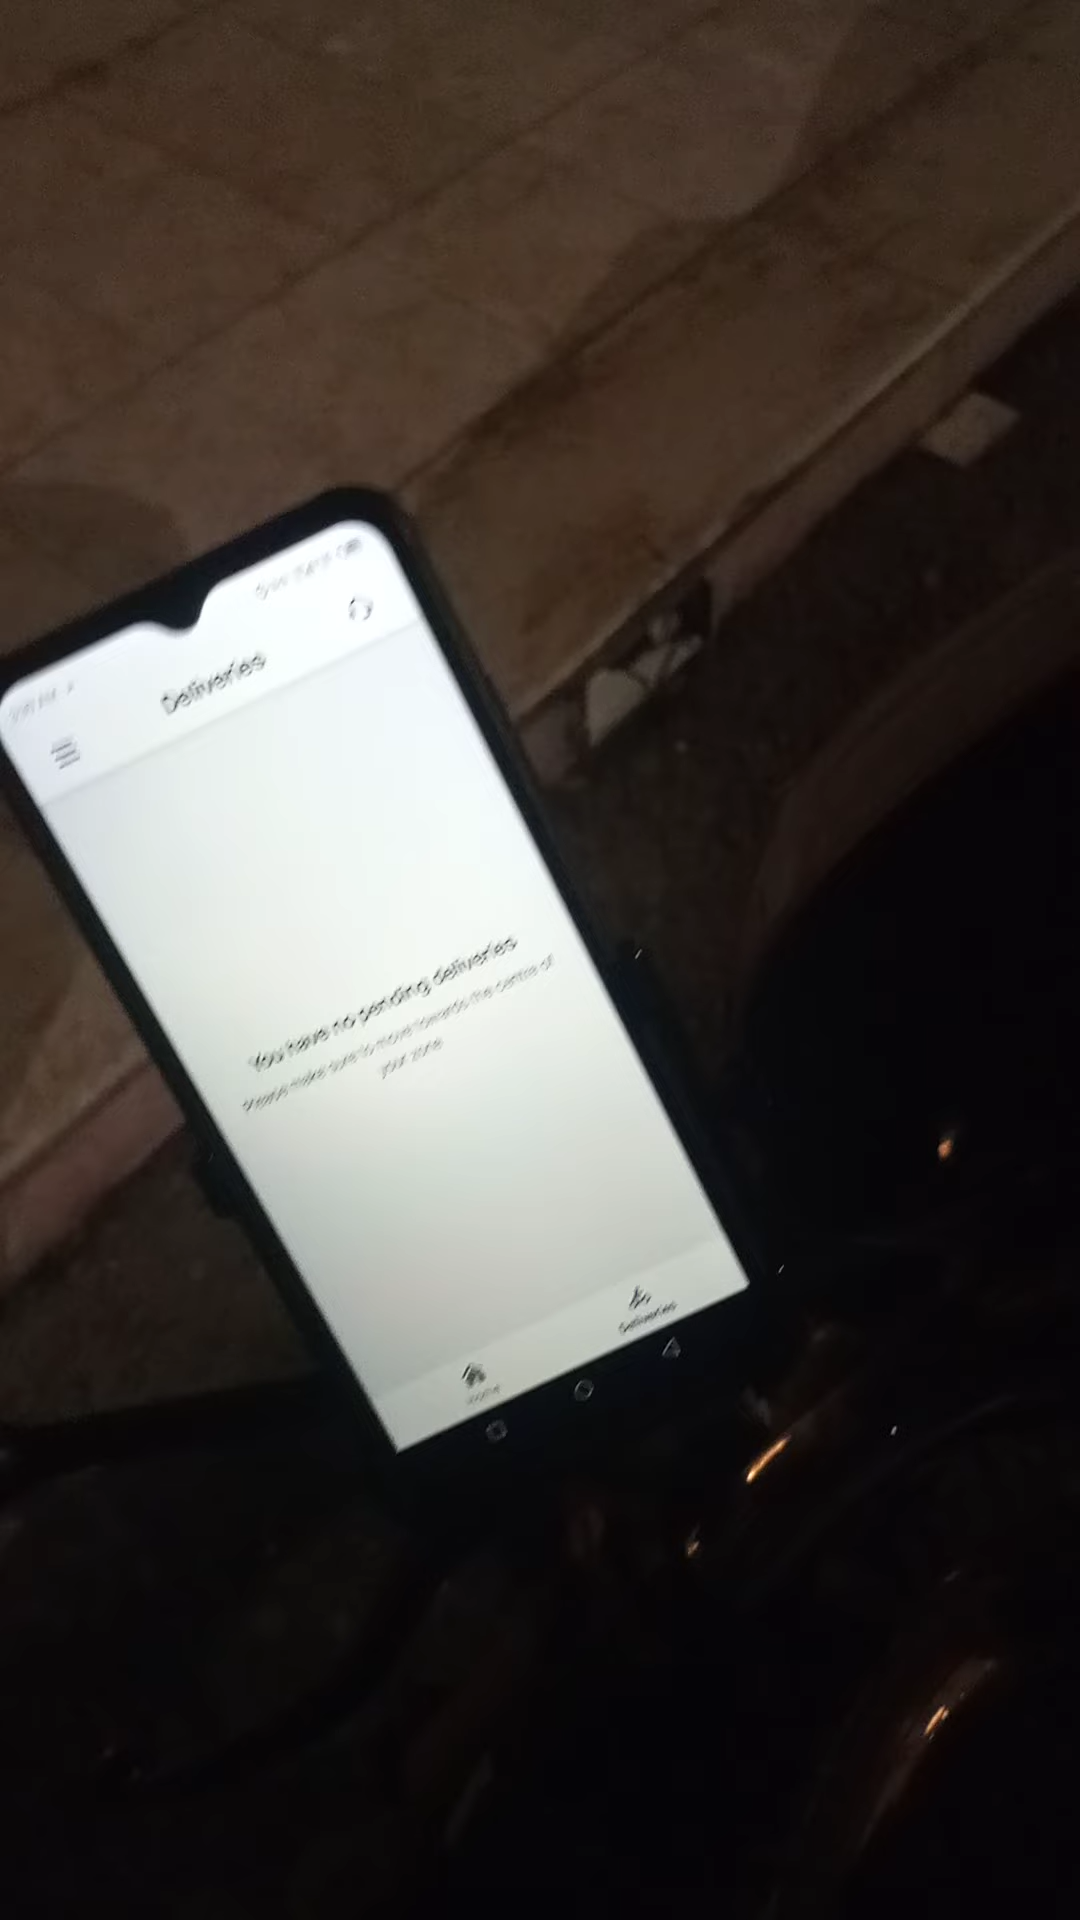 Deliveries
You have no pending deliveries
Please make sure to move towards the centre of
your zone
Home
Deliveries